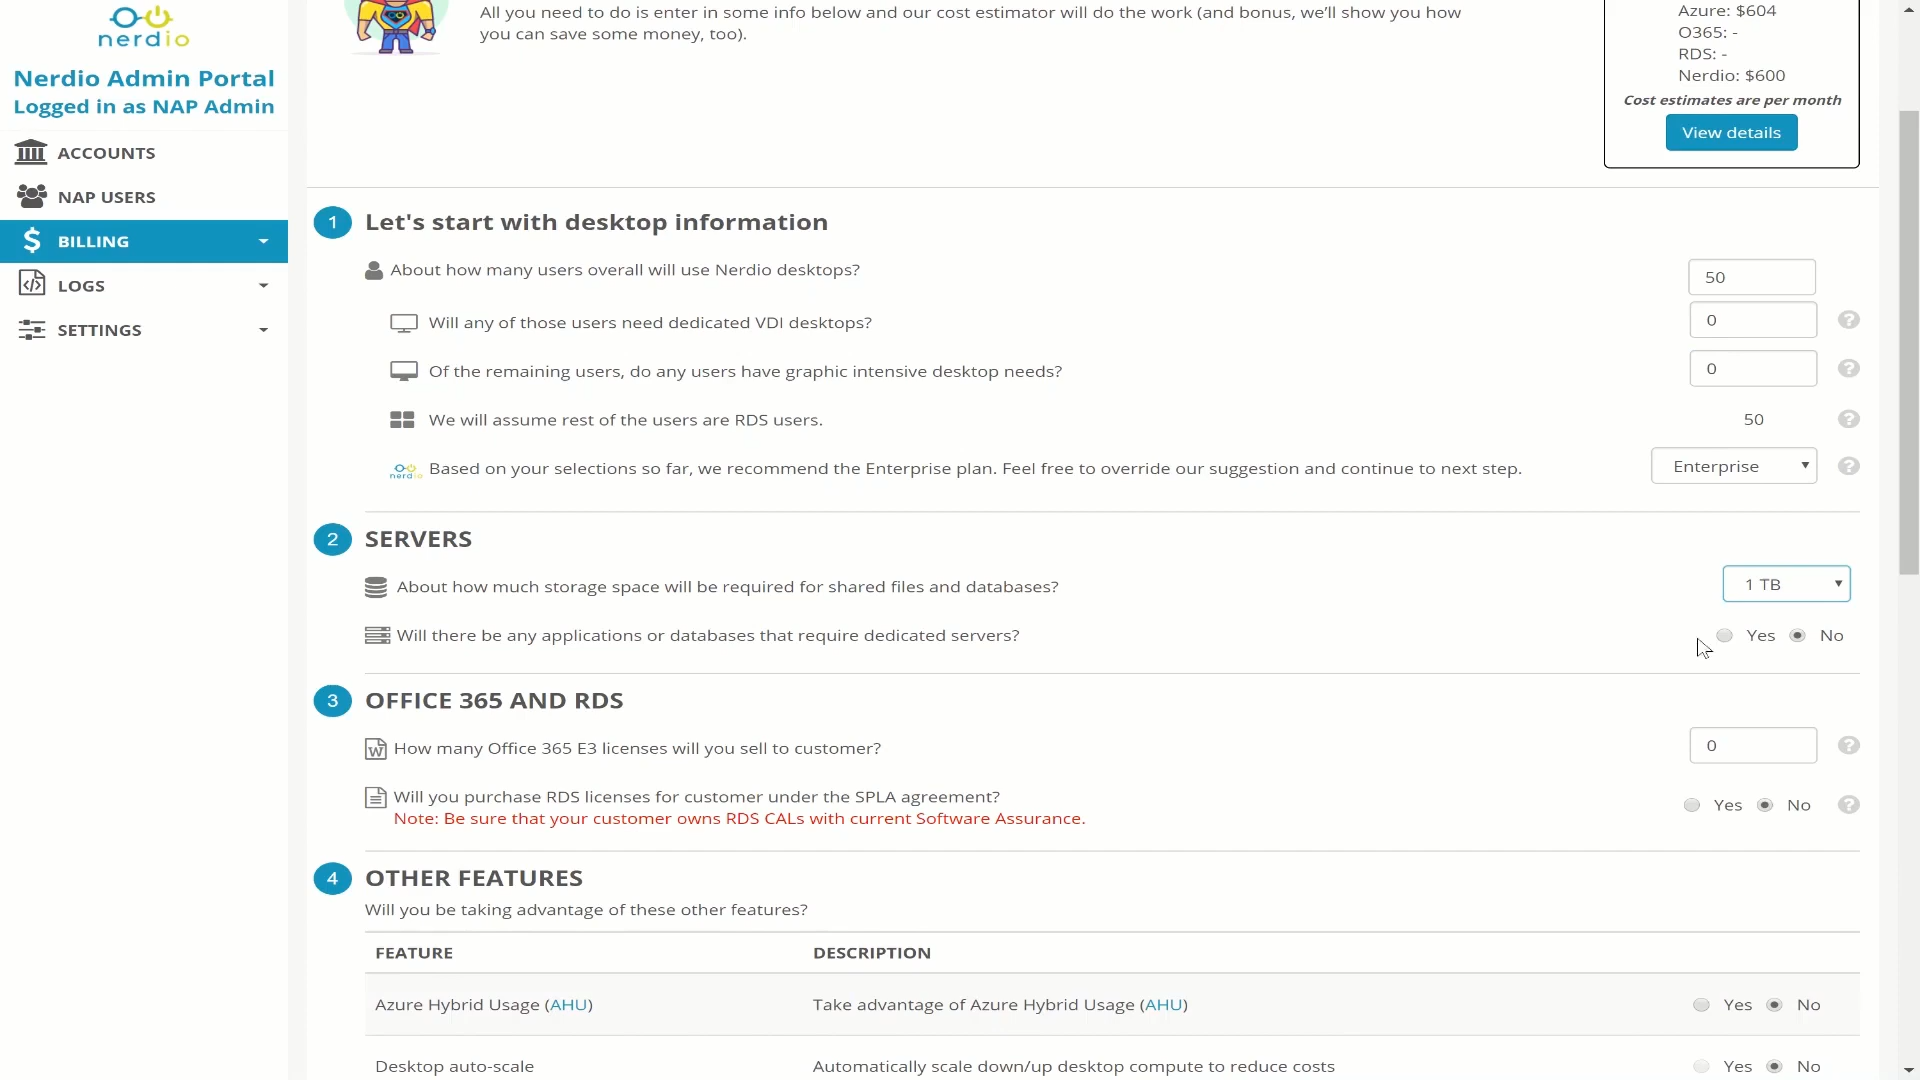 nerdio
Nerdio Admin Portal
Logged in as NAP Admin
ACCOUNTS
NAP USERS
BILLING
LOGS
SETTINGS
All you need to do is enter in some info below and our cost estimator will do the work (and bonus, we'll show you how
you can save some money, too).
Azure: $604
O365: -
RDS: -
Nerdio: $600
Cost estimates are per month
View details
1 Let's start with desktop information
About how many users overall will use Nerdio desktops? 50
Will any of those users need dedicated VDI desktops? 0 ?
Of the remaining users, do any users have graphic intensive desktop needs? 0 ?
We will assume rest of the users are RDS users. 50 ?
nerdio Based on your selections so far, we recommend the Enterprise plan. Feel free to override our suggestion and continue to next step. Enterprise ?
2 SERVERS
About how much storage space will be required for shared files and databases? 1 TB
Will there be any applications or databases that require dedicated servers? Yes No
3 OFFICE 365 AND RDS
How many Office 365 E3 licenses will you sell to customer? 0 ?
Will you purchase RDS licenses for customer under the SPLA agreement? Yes No ?
Note: Be sure that your customer owns RDS CALs with current Software Assurance.
4 OTHER FEATURES
Will you be taking advantage of these other features?
FEATURE DESCRIPTION
Azure Hybrid Usage (AHU) Take advantage of Azure Hybrid Usage (AHU) Yes No
Desktop auto-scale Automatically scale down/up desktop compute to reduce costs Yes No